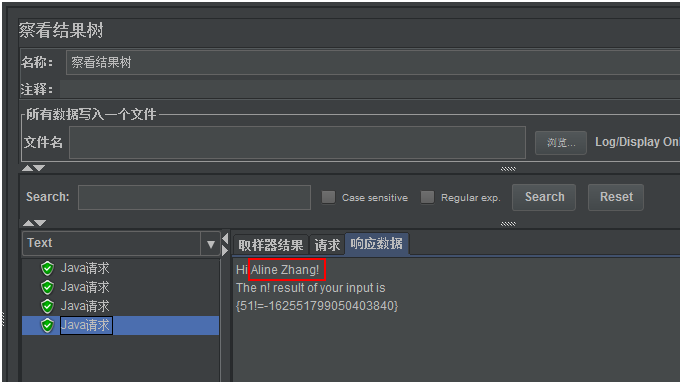 察看结果树
名称： 察看结果树
注释：
所有数据写入一个文件
文件名 浏览... Log/Display Onl
Search: Case sensitive Regular exp. Search Reset
Text
取样器结果 请求 响应数据
Java请求
Java请求
Java请求
Java请求
Hi Aline Zhang!
The n! result of your input is
{51!=-162551799050403840}